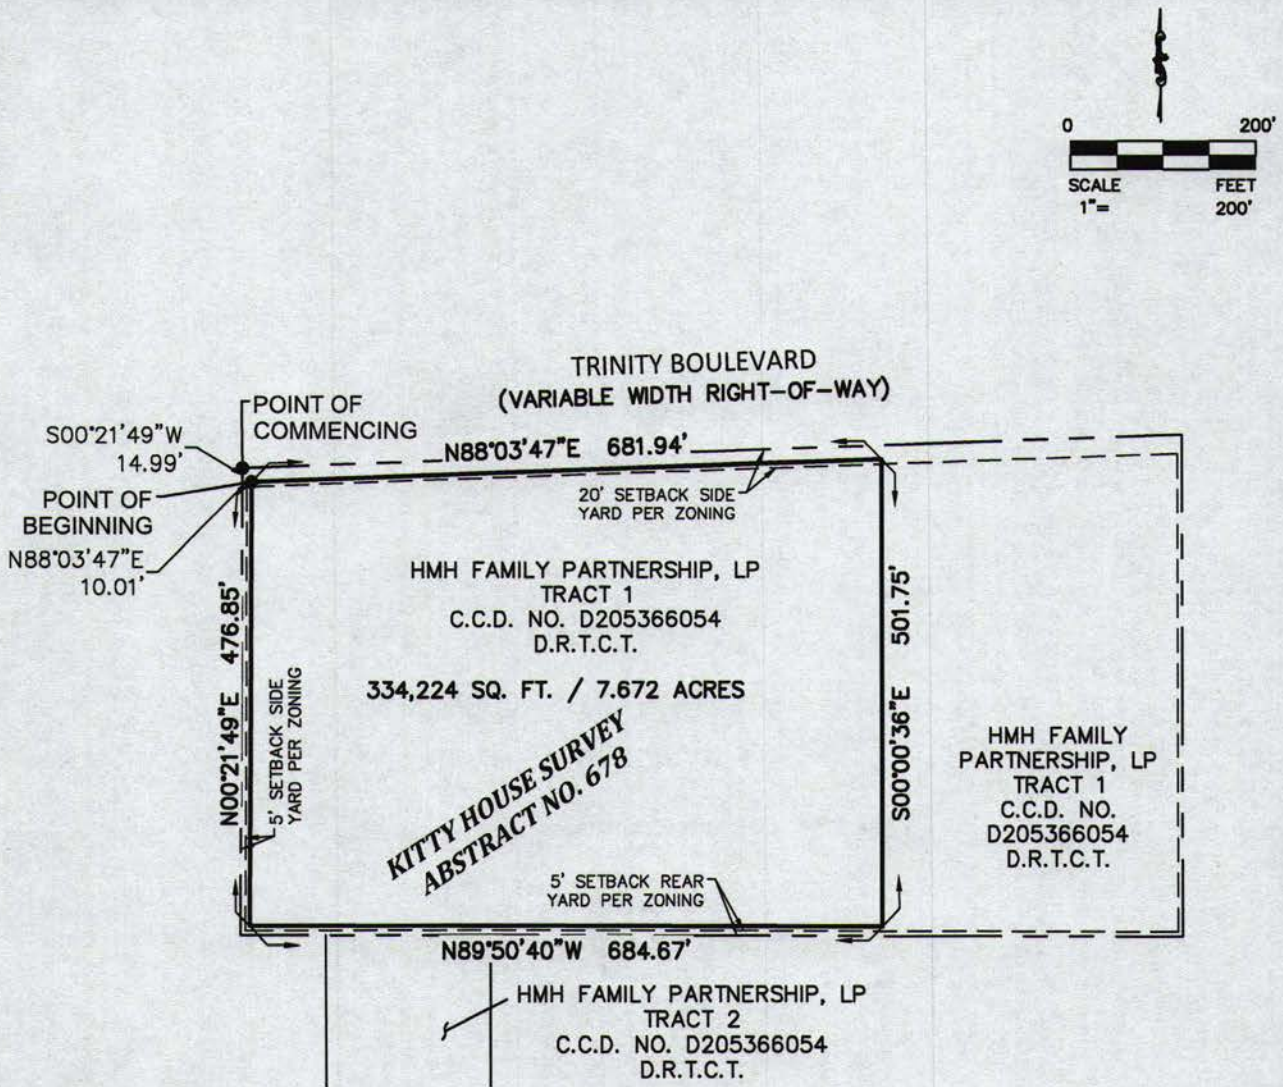 0 200'
SCALE FEET
1"= 200'
TRINITY BOULEVARD
(VARIABLE WIDTH RIGHT-OF-WAY)
POINT OF
COMMENCING
S00°21'49"W
14.99'
N88°03'47"E 681.94'
POINT OF
BEGINNING
20' SETBACK SIDE
YARD PER ZONING
N88°03'47"E
10.01'
HMH FAMILY PARTNERSHIP, LP
TRACT 1
C.C.D. NO. D205366054
D.R.T.C.T.
334,224 SQ. FT. / 7.672 ACRES
N00°21'49"E 476.85'
5' SETBACK SIDE
YARD PER ZONING
KITTY HOUSE SURVEY
ABSTRACT NO. 678
S00°00'36"E 501.75'
HMH FAMILY
PARTNERSHIP, LP
TRACT 1
C.C.D. NO.
D205366054
D.R.T.C.T.
5' SETBACK REAR
YARD PER ZONING
N89°50'40"W 684.67'
HMH FAMILY PARTNERSHIP, LP
TRACT 2
C.C.D. NO. D205366054
D.R.T.C.T.